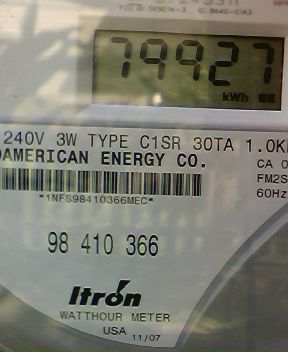 79927
kWh
240V 3W TYPE C1SR 30TA 1.0K
AMERICAN ENERGY CO.
CA
FM2S
60Hz
*1NFS98410366MEC*
98 410 366
Itron
WATTHOUR METER
USA 11/07